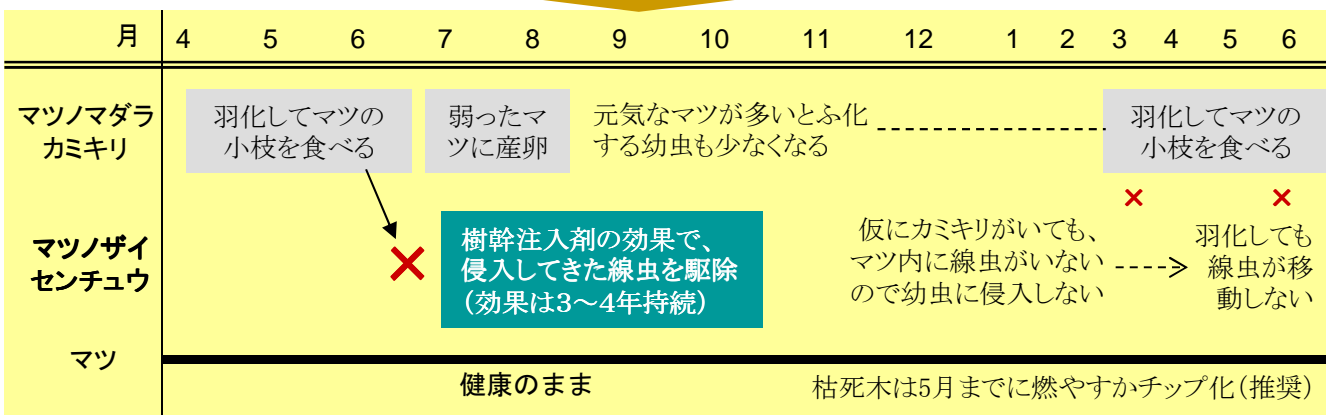 月 4 5 6 7 8 9 10 11 12 1 2 3 4 5 6
マツノマダラ
カミキリ
羽化してマツの
小枝を食べる
弱ったマ
ツに産卵
元気なマツが多いとふ化
する幼虫も少なくなる
羽化してマツの
小枝を食べる
マツノザイ
センチュウ
樹幹注入剤の効果で、
侵入してきた線虫を駆除
(効果は3～4年持続)
仮にカミキリがいても、
マツ内に線虫がいない
ので幼虫に侵入しない
羽化しても
線虫が移
動しない
マツ
健康のまま
枯死木は5月までに燃やすかチップ化(推奨)